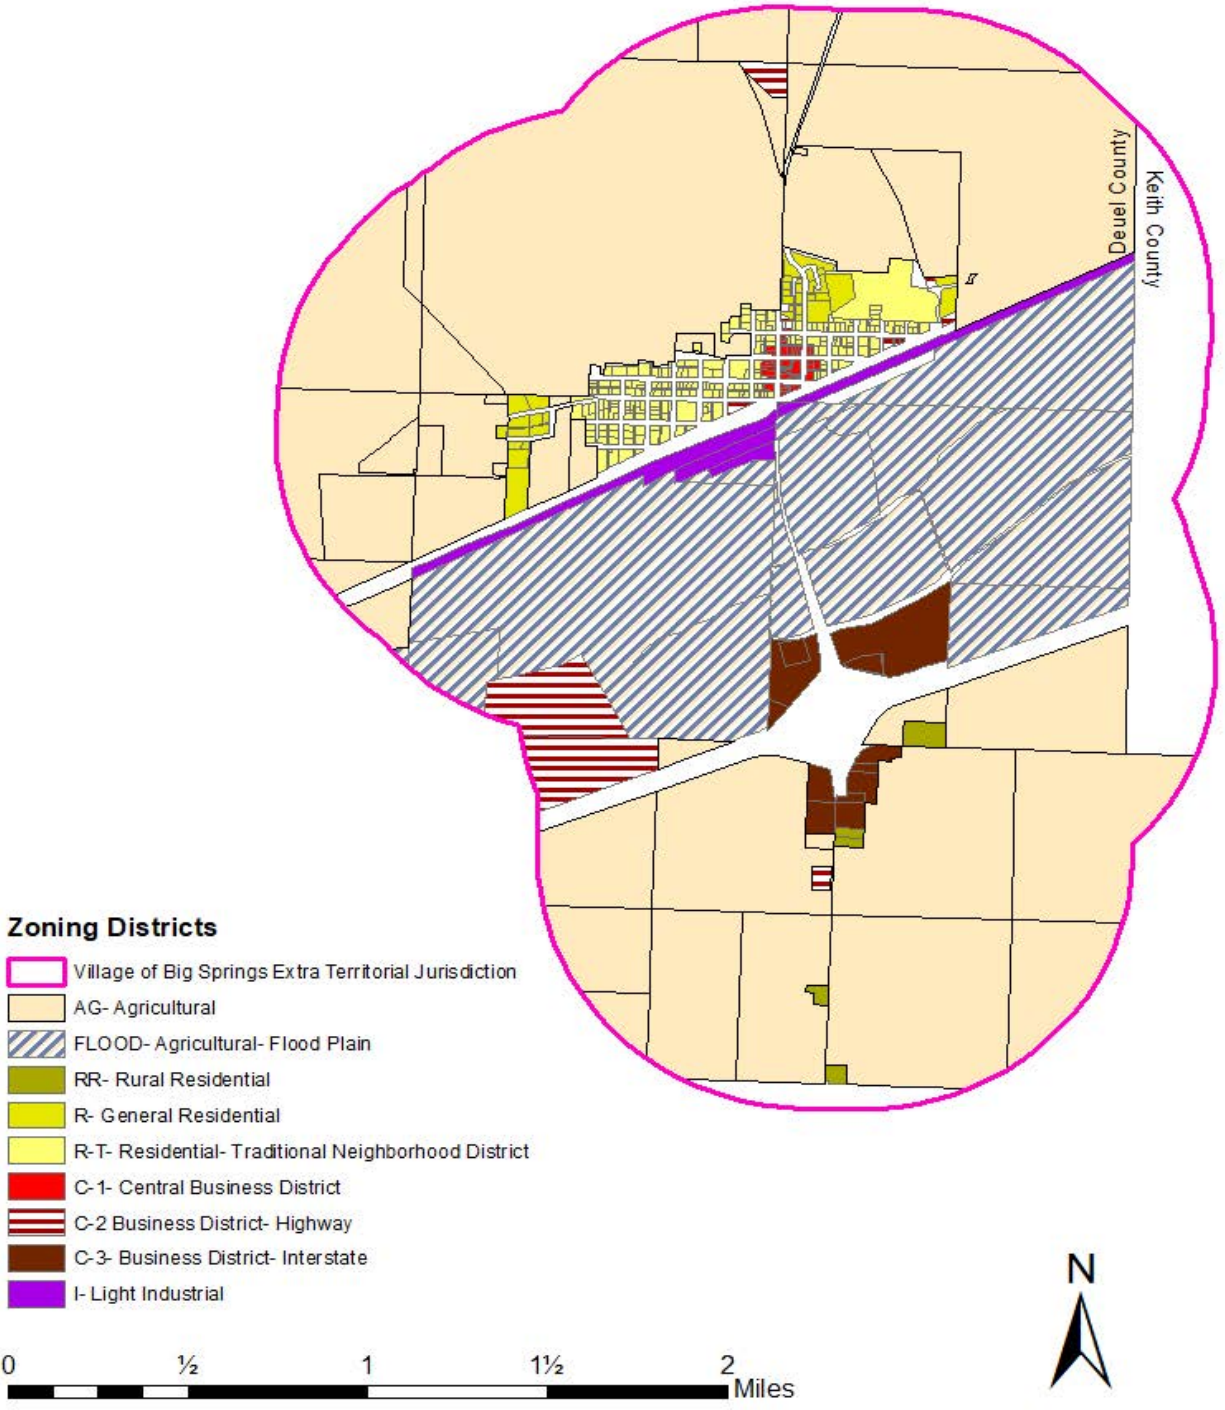 Deuel County
Keith County
Zoning Districts
Village of Big Springs Extra Territorial Jurisdiction
AG- Agricultural
FLOOD- Agricultural- Flood Plain
RR- Rural Residential
R- General Residential
R-T- Residential- Traditional Neighborhood District
C-1- Central Business District
C-2 Business District- Highway
C-3- Business District- Interstate
I- Light Industrial
N
0 ½ 1 1½ 2
Miles